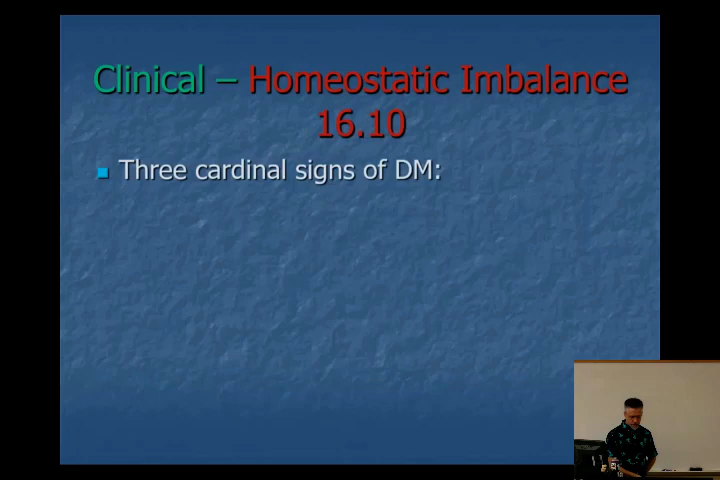 Clinical – Homeostatic Imbalance
16.10
Three cardinal signs of DM: